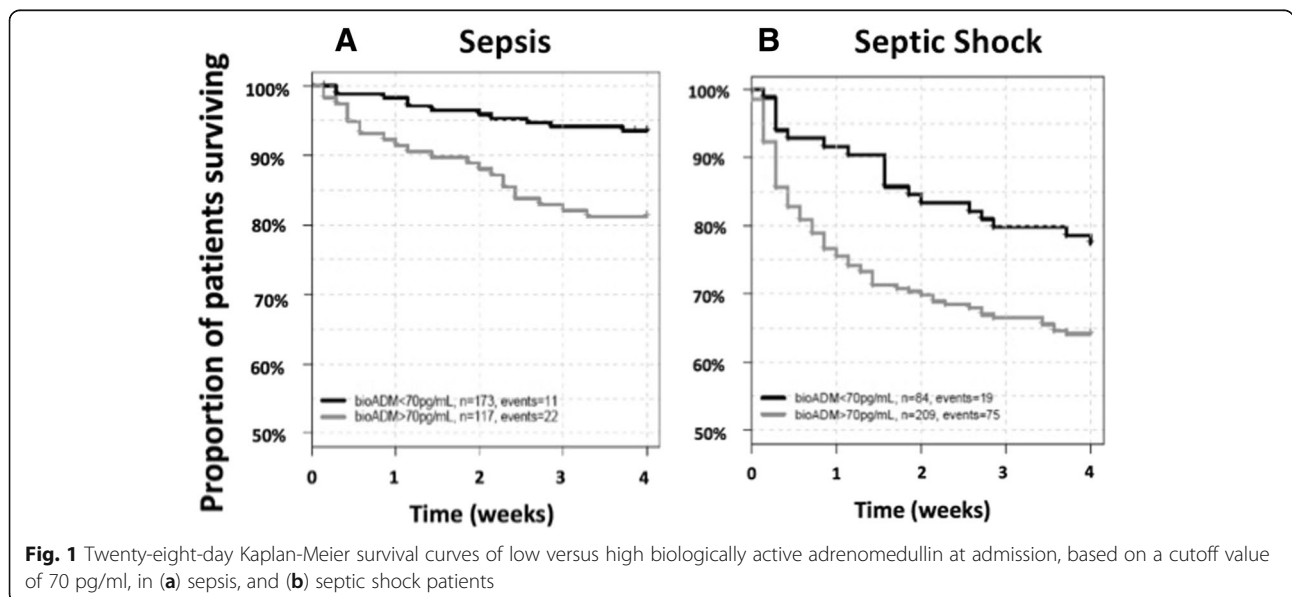 A Sepsis
B Septic Shock
Proportion of patients surviving
100%
90%
80%
70%
60%
50%
bioADM<70pg/mL; n=173, events=11
bioADM>70pg/mL; n=117, events=22
0 1 2 3 4
Time (weeks)
100%
90%
80%
70%
60%
50%
bioADM<70pg/mL, n=84, events=19
bioADM>70pg/mL, n=209, events=75
0 1 2 3 4
Time (weeks)
Fig. 1 Twenty-eight-day Kaplan-Meier survival curves of low versus high biologically active adrenomedullin at admission, based on a cutoff value
of 70 pg/ml, in (a) sepsis, and (b) septic shock patients